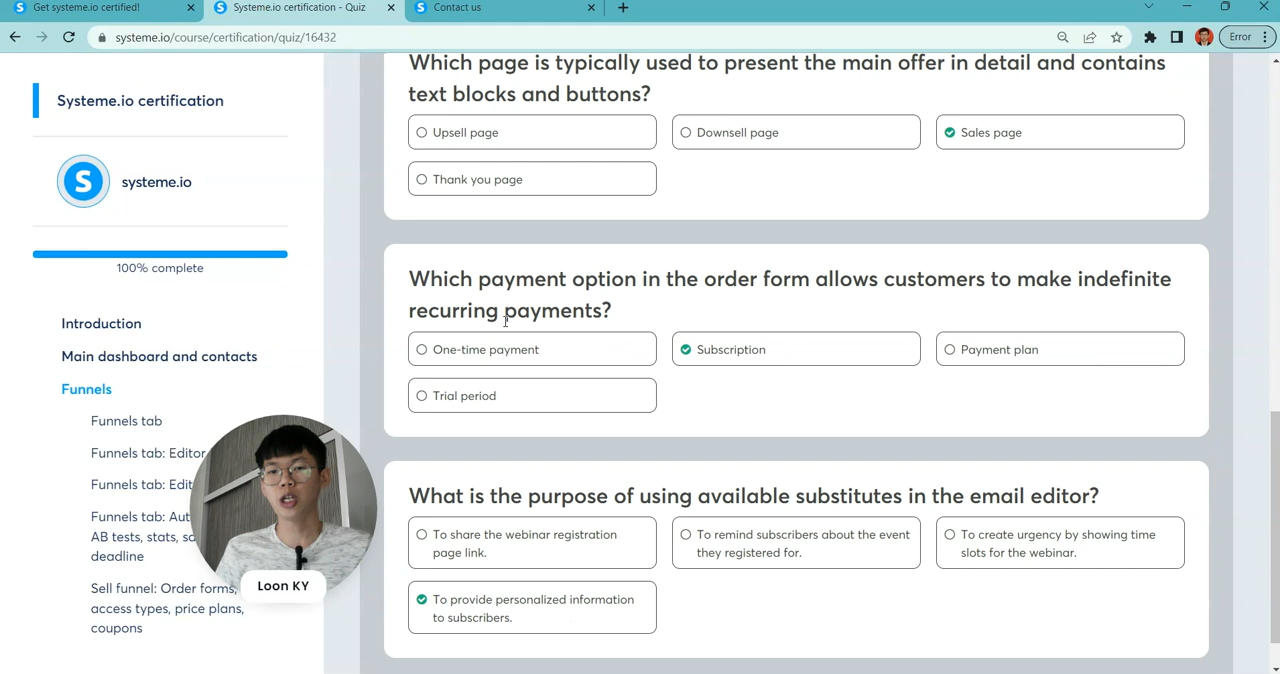 Get systeme.io certified!
Systeme.io certification - Quiz
Contact us
systeme.io/course/certification/quiz/16432
Error
Systeme.io certification
S
systeme.io
100% complete
Introduction
Main dashboard and contacts
Funnels
Funnels tab
Funnels tab: Editor
Funnels tab: Edit
Funnels tab: Aut
AB tests, stats, sa
deadline
Sell funnel: Order forms,
access types, price plans,
coupons
Loon KY
Which page is typically used to present the main offer in detail and contains
text blocks and buttons?
Upsell page
Downsell page
Sales page
Thank you page
Which payment option in the order form allows customers to make indefinite
recurring payments?
One-time payment
Subscription
Payment plan
Trial period
What is the purpose of using available substitutes in the email editor?
To share the webinar registration
page link.
To remind subscribers about the event
they registered for.
To create urgency by showing time
slots for the webinar.
To provide personalized information
to subscribers.